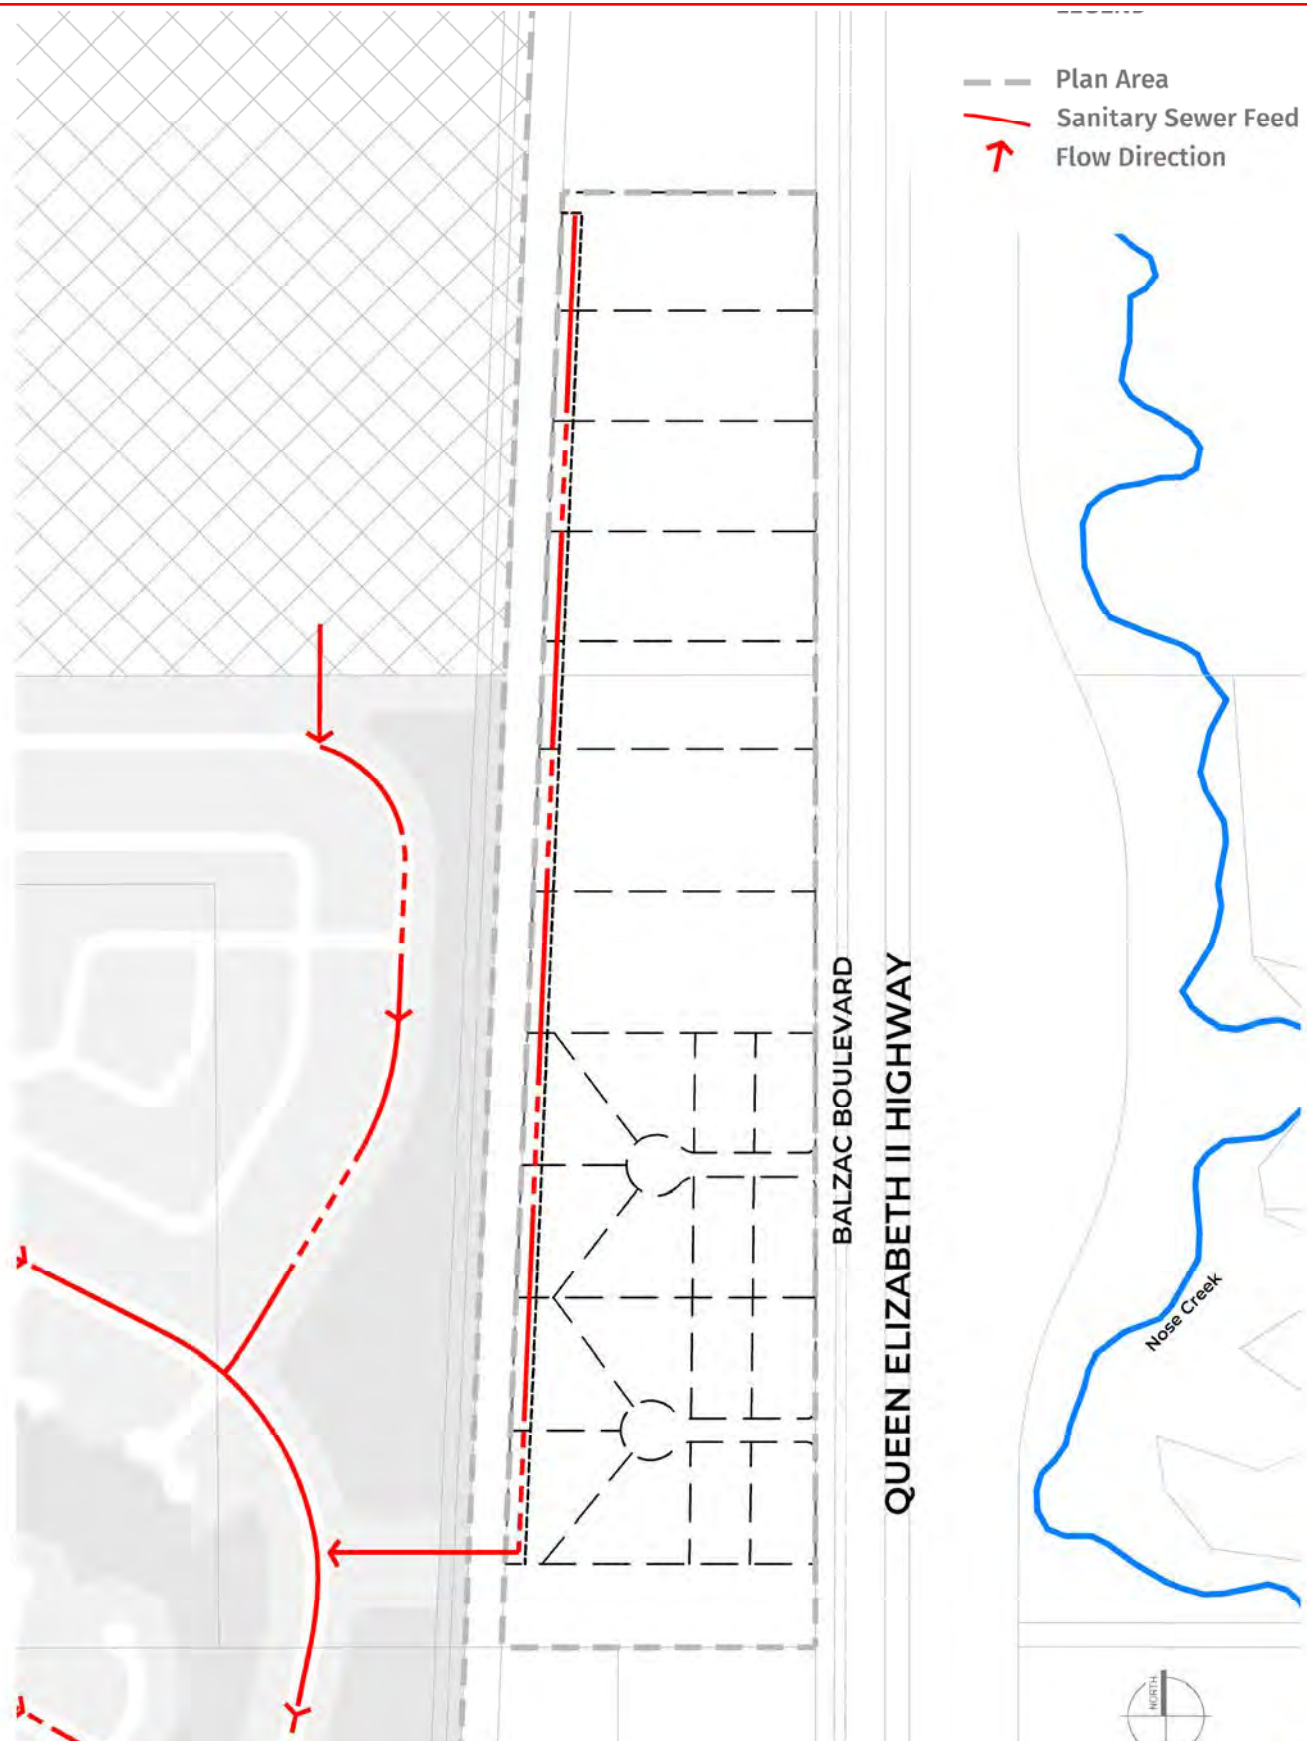 Plan Area
Sanitary Sewer Feed
Flow Direction
BALZAC BOULEVARD
QUEEN ELIZABETH II HIGHWAY
Nose Creek
NORTH